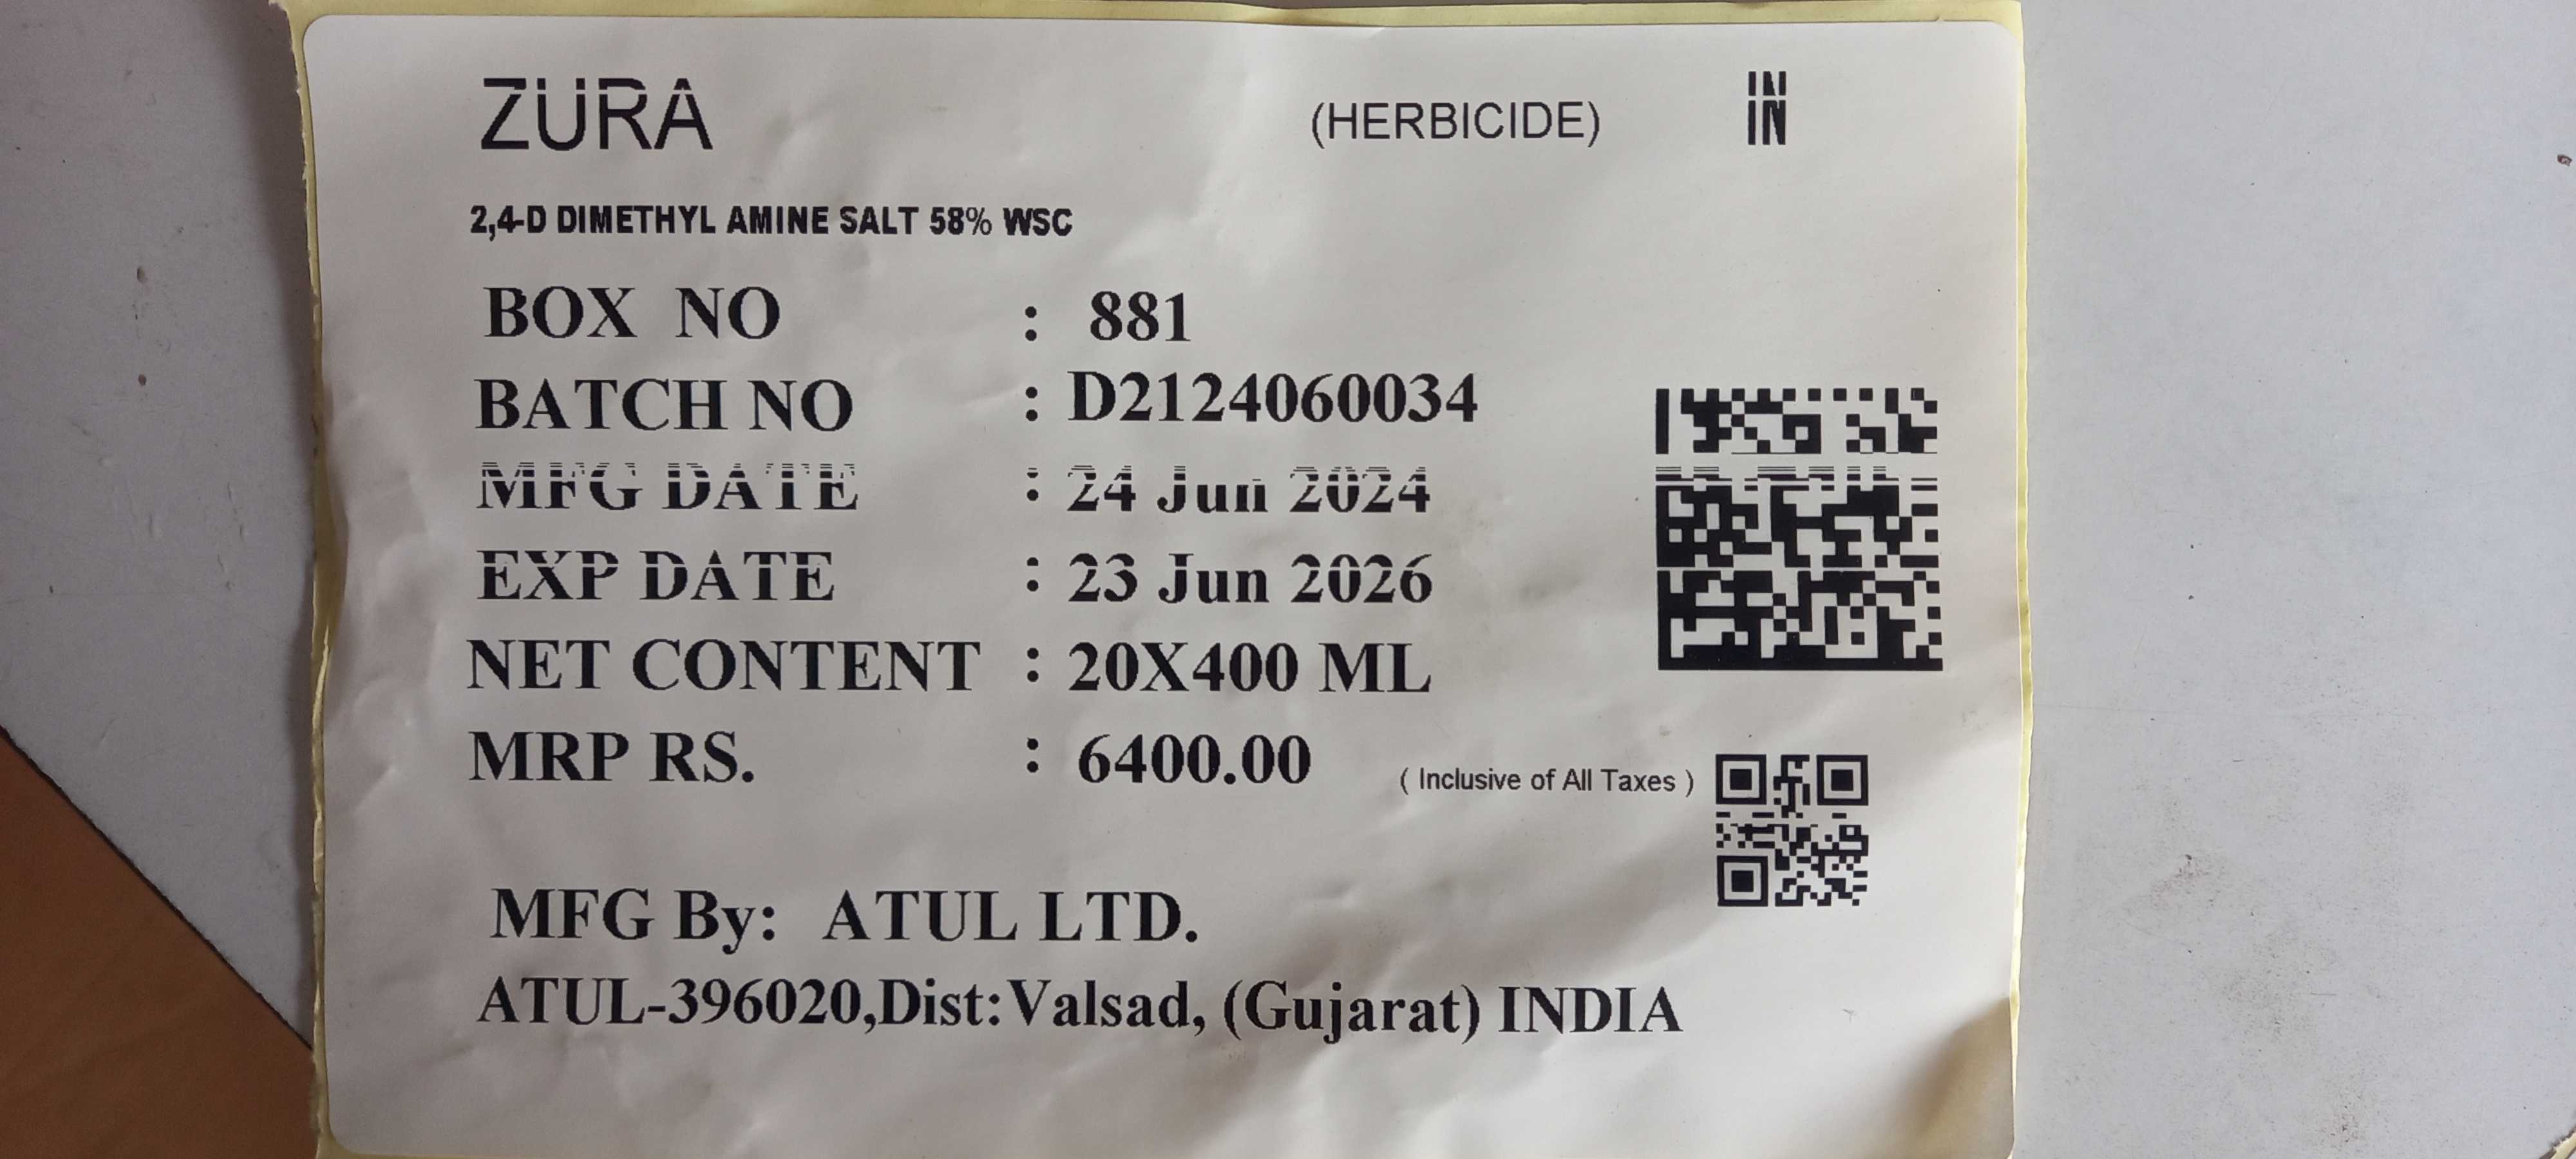 ZURA (HERBICIDE) IN
2,4-D DIMETHYL AMINE SALT 58% WSC
BOX NO : 881
BATCH NO : D2124060034
MFG DATE : 24 Jun 2024
EXP DATE : 23 Jun 2026
NET CONTENT : 20X400 ML
MRP RS. : 6400.00 ( Inclusive of All Taxes )
MFG By: ATUL LTD.
ATUL-396020,Dist:Valsad, (Gujarat) INDIA